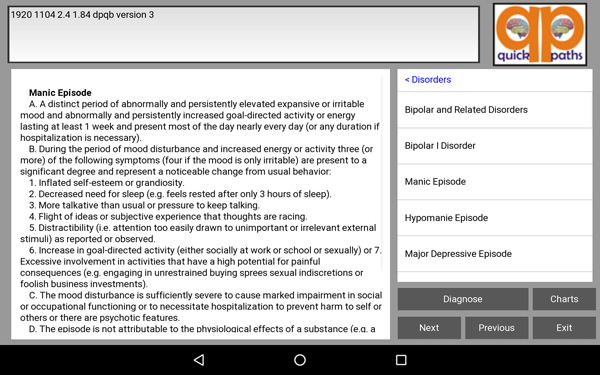 1920 1104 2.4 1.84 dpqb version 3
qp
quick paths
Manic Episode
A. A distinct period of abnormally and persistently elevated expansive or irritable
mood and abnormally and persistently increased goal-directed activity or energy
lasting at least 1 week and present most of the day nearly every day (or any duration if
hospitalization is necessary).
B. During the period of mood disturbance and increased energy or activity three (or
more) of the following symptoms (four if the mood is only irritable) are present to a
significant degree and represent a noticeable change from usual behavior:
1. Inflated self-esteem or grandiosity.
2. Decreased need for sleep (e.g. feels rested after only 3 hours of sleep).
3. More talkative than usual or pressure to keep talking.
4. Flight of ideas or subjective experience that thoughts are racing.
5. Distractibility (i.e. attention too easily drawn to unimportant or irrelevant external
stimuli) as reported or observed.
6. Increase in goal-directed activity (either socially at work or school or sexually) or 7.
Excessive involvement in activities that have a high potential for painful
consequences (e.g. engaging in unrestrained buying sprees sexual indiscretions or
foolish business investments).
C. The mood disturbance is sufficiently severe to cause marked impairment in social
or occupational functioning or to necessitate hospitalization to prevent harm to self or
others or there are psychotic features.
D. The episode is not attributable to the physiological effects of a substance (e.g. a
< Disorders
Bipolar and Related Disorders
Bipolar I Disorder
Manic Episode
Hypomanie Episode
Major Depressive Episode
Diagnose
Charts
Next
Previous
Exit